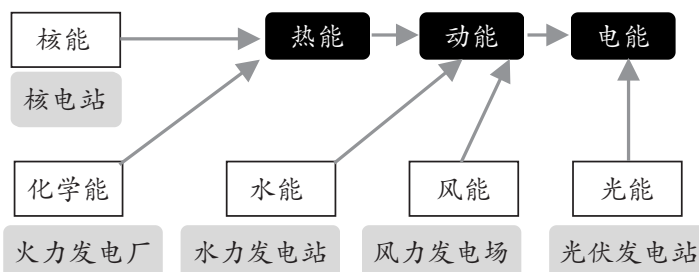 核能 热能 动能 电能
核电站
化学能 水能 风能 光能
火力发电厂 水力发电站 风力发电场 光伏发电站